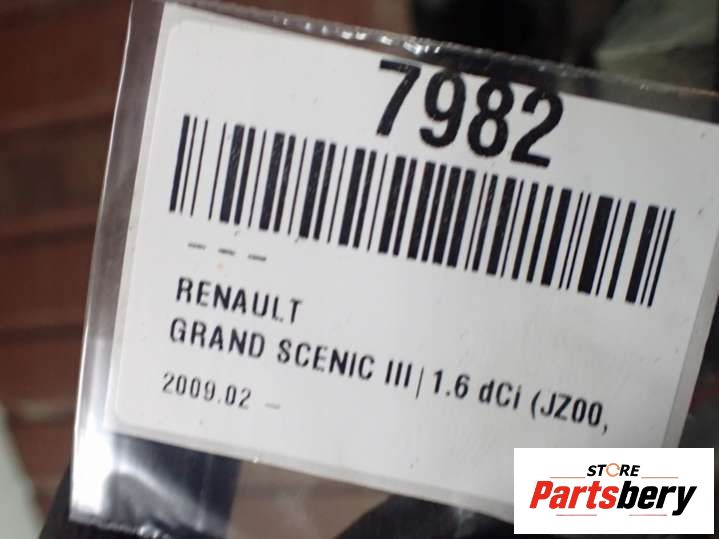 7982
– – –
RENAULT
GRAND SCENIC III | 1.6 dCi (JZ00,
2009.02 –
STORE
Partsbery